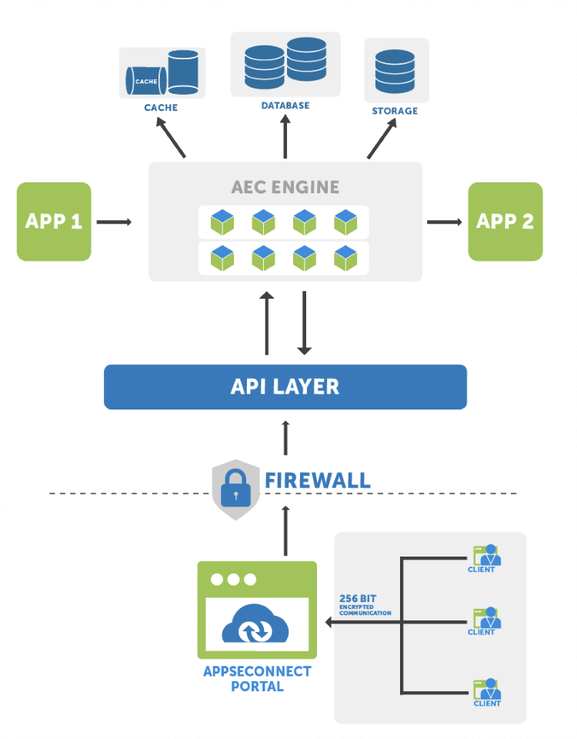 CACHE
CACHE
DATABASE
STORAGE
AEC ENGINE
APP 1
APP 2
API LAYER
FIREWALL
256 BIT
ENCRYPTED
COMMUNICATION
CLIENT
CLIENT
CLIENT
APPSECONNECT
PORTAL